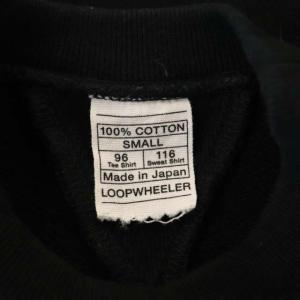 100% COTTON
SMALL
96 116
Tee Shirt Sweat Shirt
Made in Japan
LOOPWHEELER